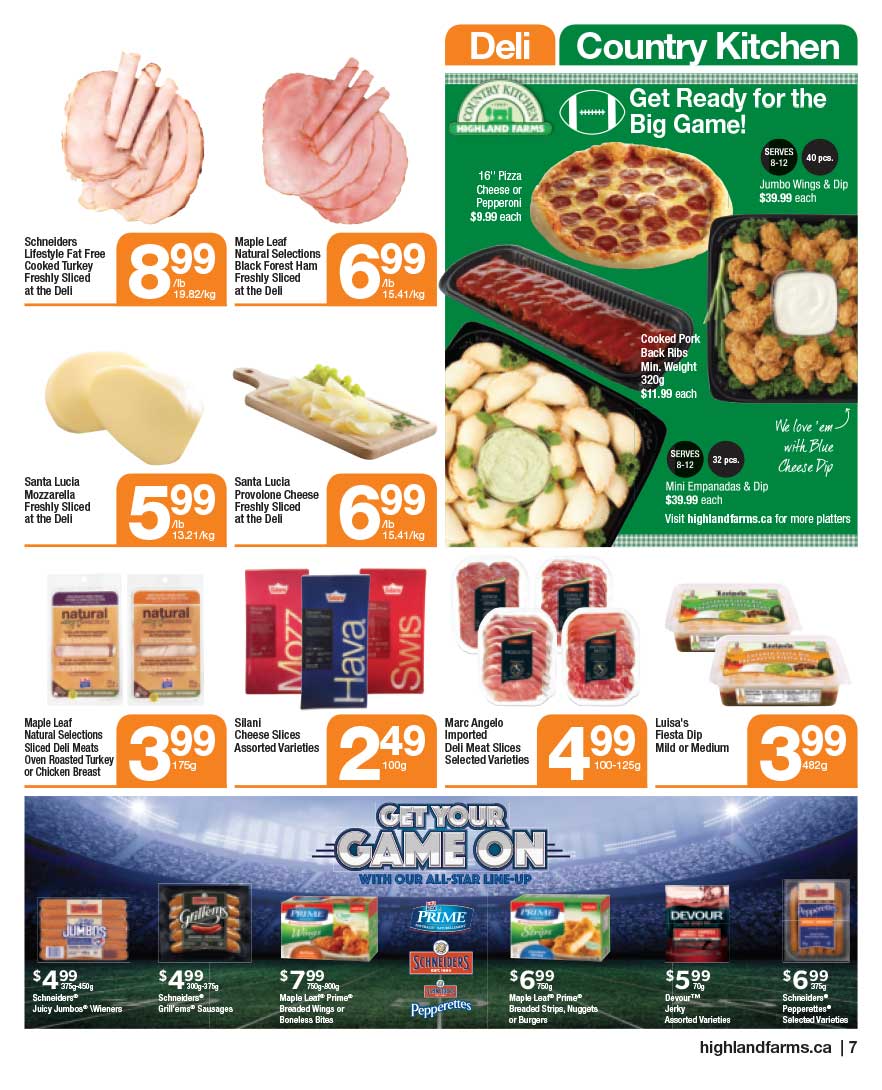 Deli
Country Kitchen
COUNTRY KITCHEN
HIGHLAND FARMS
Get Ready for the
Big Game!
16'' Pizza
Cheese or
Pepperoni
$9.99 each
SERVES
8-12
40 pcs.
Jumbo Wings & Dip
$39.99 each
Cooked Pork
Back Ribs
Min. Weight
320g
$11.99 each
We love 'em
with Blue
Cheese Dip
SERVES
8-12
32 pcs.
Mini Empanadas & Dip
$39.99 each
Visit highlandfarms.ca for more platters
Schneiders
Lifestyle Fat Free
Cooked Turkey
Freshly Sliced
at the Deli
8.99
/lb
19.82/kg
Maple Leaf
Natural Selections
Black Forest Ham
Freshly Sliced
at the Deli
6.99
/lb
15.41/kg
Santa Lucia
Mozzarella
Freshly Sliced
at the Deli
5.99
/lb
13.21/kg
Santa Lucia
Provolone Cheese
Freshly Sliced
at the Deli
6.99
/lb
15.41/kg
natural
natural
Mozz
Hava
Swis
Maple Leaf
Natural Selections
Sliced Deli Meats
Oven Roasted Turkey
or Chicken Breast
3.99
175g
Silani
Cheese Slices
Assorted Varieties
2.49
100g
Marc Angelo
Imported
Deli Meat Slices
Selected Varieties
4.99
100-125g
Luisa's
Fiesta Dip
Mild or Medium
3.99
482g
GET YOUR
GAME ON
WITH OUR ALL-STAR LINE-UP
JUMBOS
Grill'ems
PRIME
Wings
PRIME
SCHNEIDERS
Pepperettes
PRIME
Strips
DEVOUR
Pepperettes
$4.99
375g-450g
Schneiders®
Juicy Jumbos® \Wieners
$4.99
300g-375g
Schneiders®
Grill'ems® Sausages
$7.99
750g-800g
Maple Leaf® Prime®
Breaded Wings or
Boneless Bites
$6.99
750g
Maple Leaf® Prime®
Breaded Strips, Nuggets
or Burgers
$5.99
70g
Devour™
Jerky
Assorted Varieties
$6.99
375g
Schneiders®
Pepperettes®
Selected Varieties
highlandfarms.ca | 7